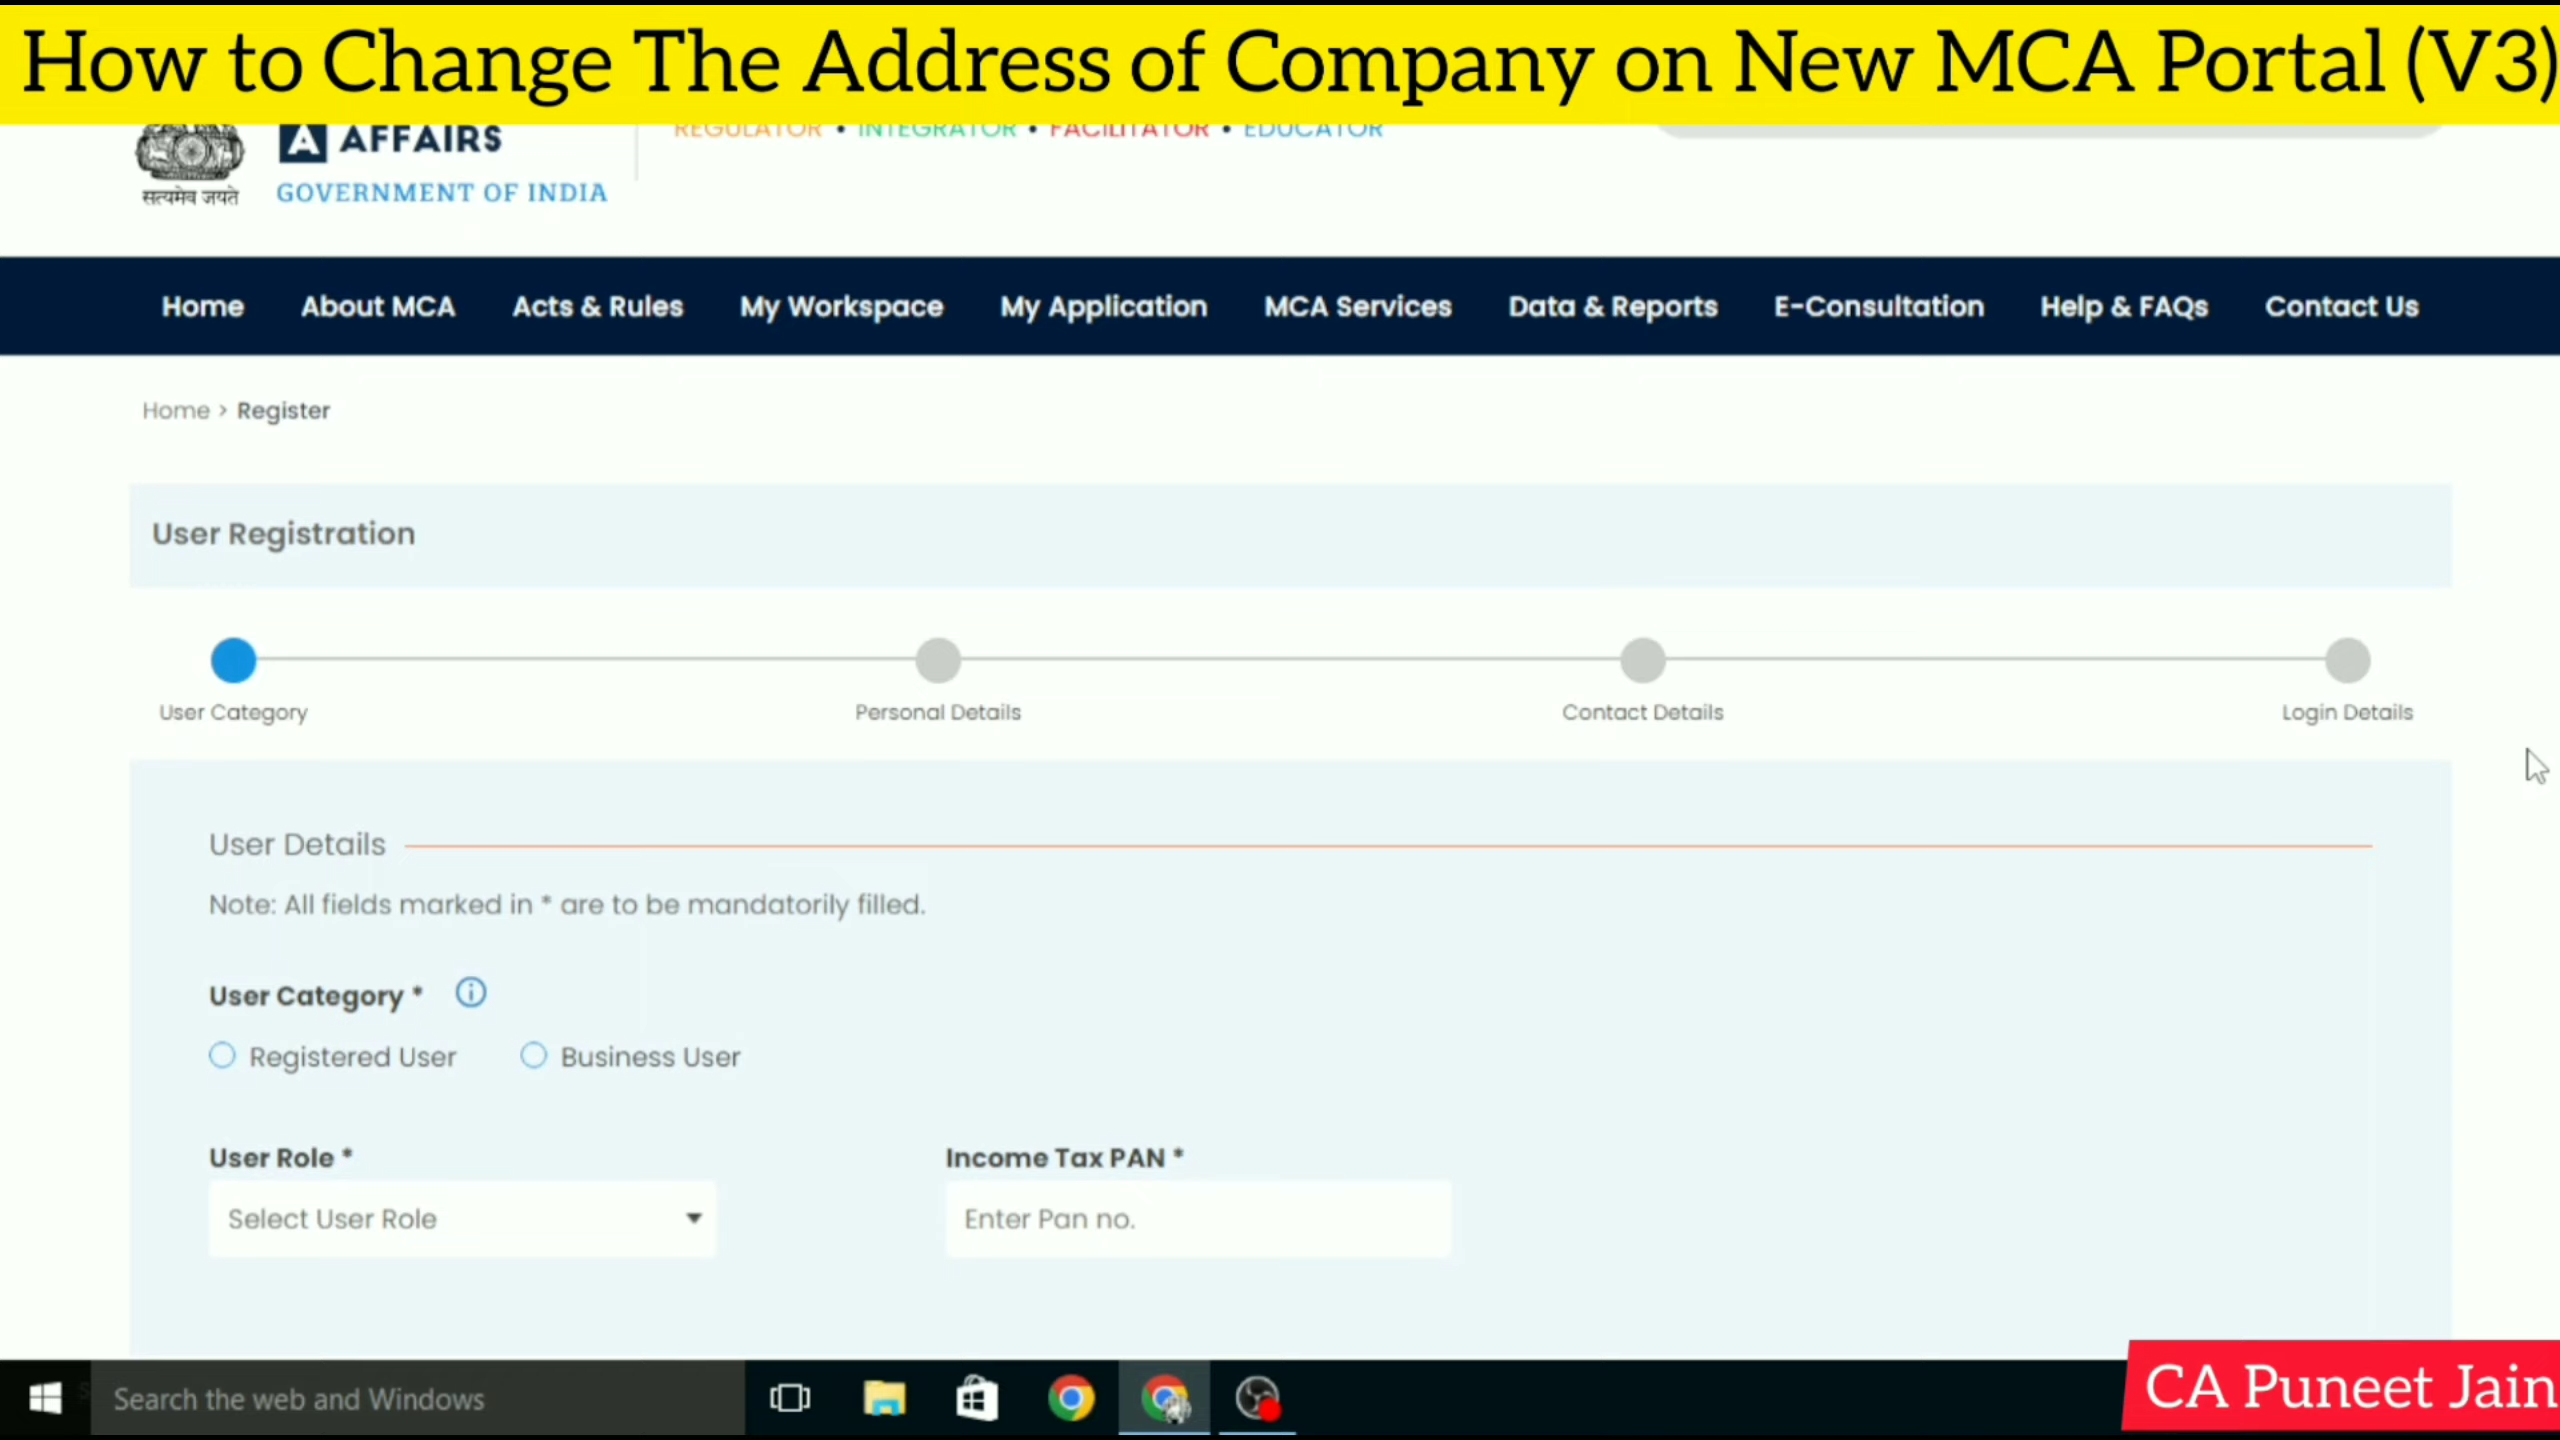 How to Change The Address of Company on New MCA Portal (V3)
A AFFAIRS
REGULATOR • INTEGRATOR • FACILITATOR • EDUCATOR
सत्यमेव जयते
GOVERNMENT OF INDIA
Home About MCA Acts & Rules My Workspace My Application MCA Services Data & Reports E-Consultation Help & FAQs Contact Us
Home > Register
User Registration
User Category Personal Details Contact Details Login Details
User Details
Note: All fields marked in * are to be mandatorily filled.
User Category *
Registered User Business User
User Role * Income Tax PAN *
Select User Role Enter Pan no.
Search the web and Windows
CA Puneet Jain